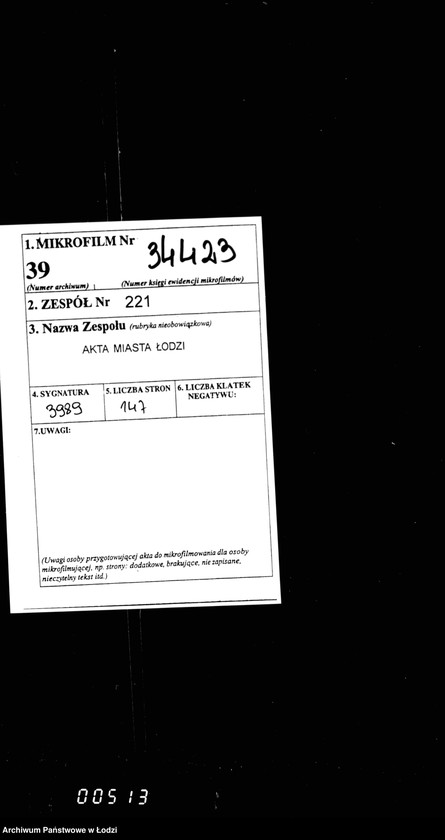 1. MIKROFILM Nr 34423
39
(Numer archiwum) (Numer księgi ewidencji mikrofilmów)
2. ZESPÓŁ Nr 221
3. Nazwa Zespołu (rubryka nieobowiązkowa)
AKTA MIASTA ŁODZI
4. SYGNATURA 5. LICZBA STRON 6. LICZBA KLATEK
NEGATYWU:
3989 147
7.UWAGI:
(Uwagi osoby przygotowującej akta do mikrofilmowania dla osoby
mikrofilmującej, np. strony: dodatkowe, brakujące, nie zapisane,
nieczytelny tekst itd.)
00513
Archiwum Państwowe w Łodzi